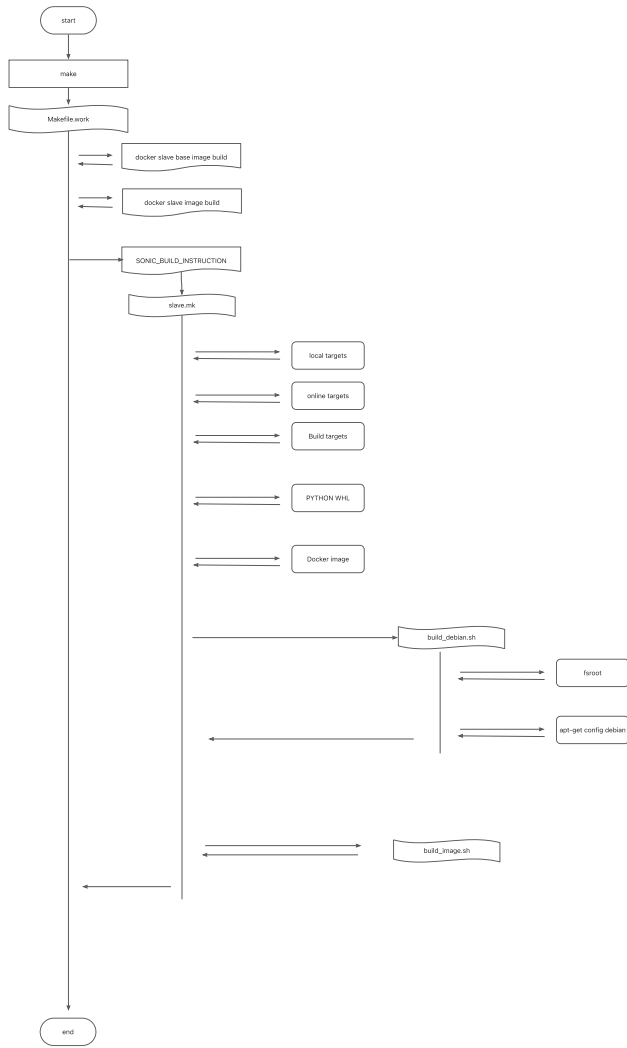 start
make
Makefile.work
docker slave base image build
docker slave image build
SONIC_BUILD_INSTRUCTION
slave.mk
local targets
online targets
Build targets
PYTHON WHL
Docker image
build_debian.sh
fsroot
apt-get config debian
build_image.sh
end